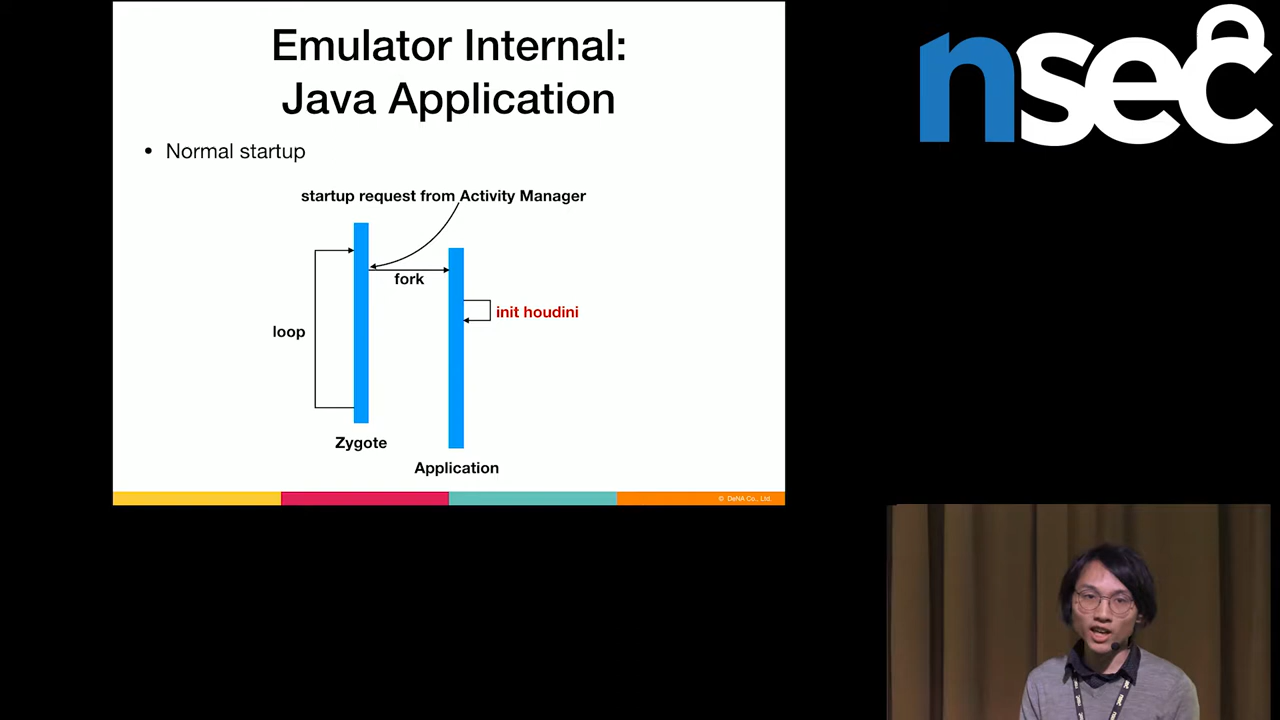 Emulator Internal:
Java Application
• Normal startup
startup request from Activity Manager
fork
init houdini
loop
Zygote
Application
© DeNA Co., Ltd.
nsec